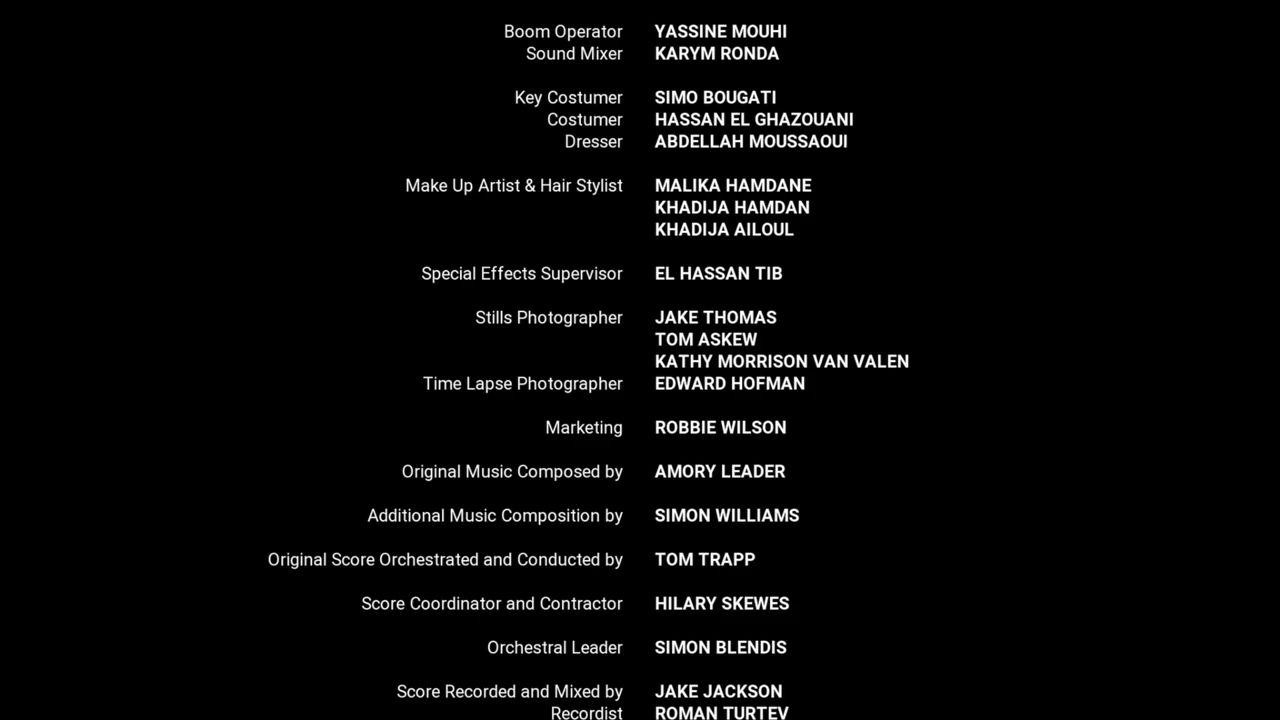 Boom Operator YASSINE MOUHI
Sound Mixer KARYM RONDA
Key Costumer SIMO BOUGATI
Costumer HASSAN EL GHAZOUANI
Dresser ABDELLAH MOUSSAOUI
Make Up Artist & Hair Stylist MALIKA HAMDANE
KHADIJA HAMDAN
KHADIJA AILOUL
Special Effects Supervisor EL HASSAN TIB
Stills Photographer JAKE THOMAS
TOM ASKEW
KATHY MORRISON VAN VALEN
Time Lapse Photographer EDWARD HOFMAN
Marketing ROBBIE WILSON
Original Music Composed by AMORY LEADER
Additional Music Composition by SIMON WILLIAMS
Original Score Orchestrated and Conducted by TOM TRAPP
Score Coordinator and Contractor HILARY SKEWES
Orchestral Leader SIMON BLENDIS
Score Recorded and Mixed by JAKE JACKSON
Recordist ROMAN TURTEV